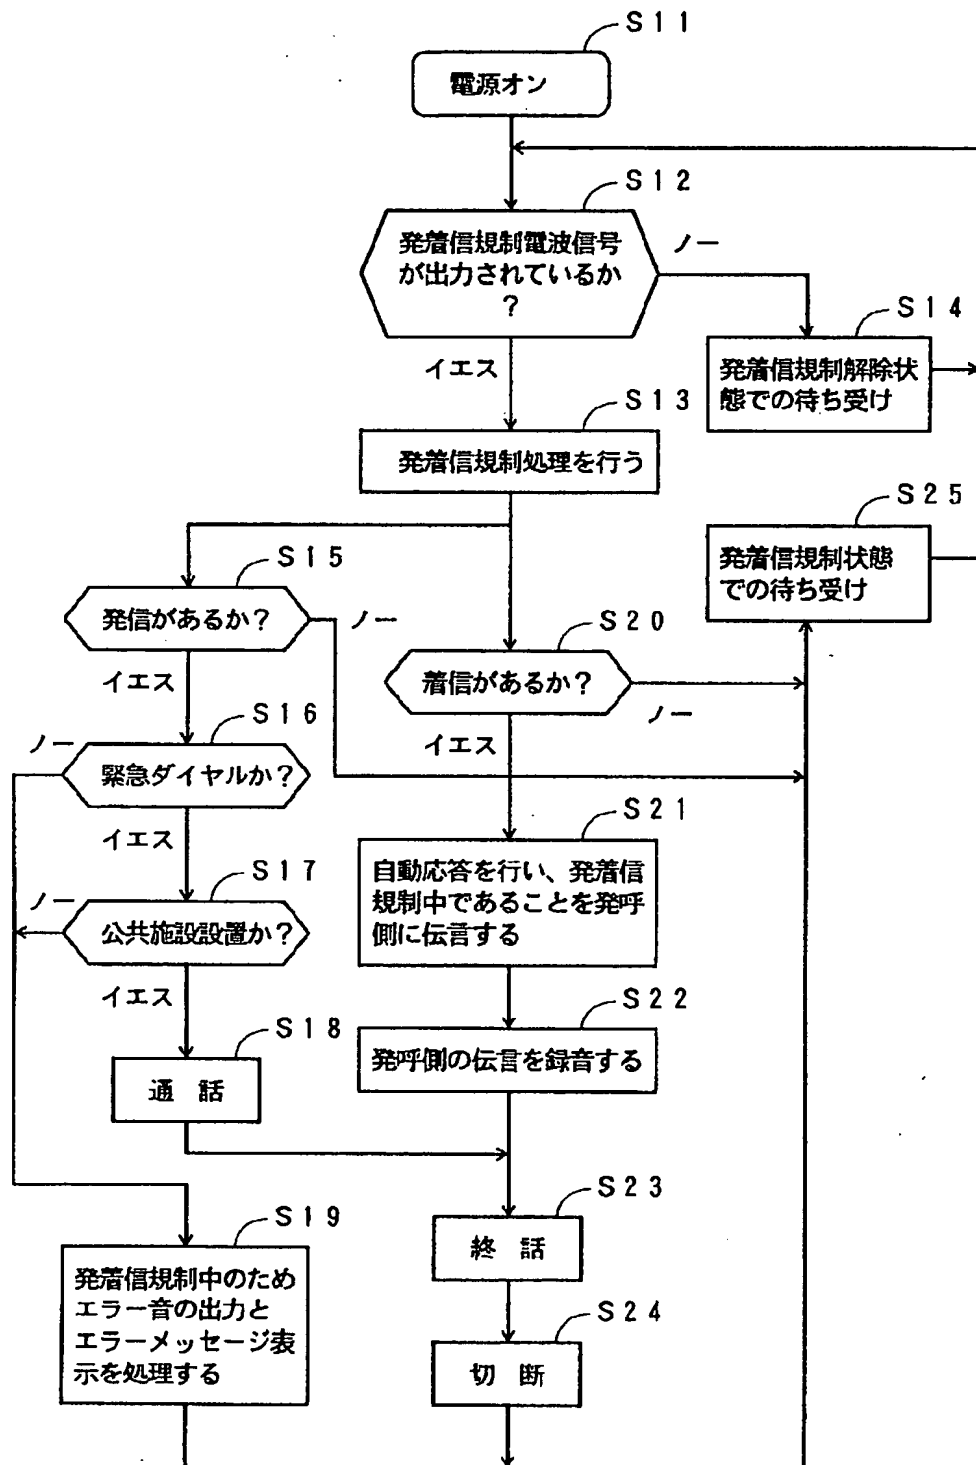 S11
電源オン
S12
発着信規制電波信号
が出力されているか
?
ノー
イエス
S14
発着信規制解除状
態での待ち受け
S13
発着信規制処理を行う
S25
発着信規制状態
での待ち受け
S15
発信があるか?
ノー
イエス
S20
着信があるか?
ノー
イエス
S16
緊急ダイヤルか?
ノー
イエス
S17
公共施設設置か?
ノー
イエス
S21
自動応答を行い、発着信
規制中であることを発呼
側に伝言する
S22
発呼側の伝言を録音する
S18
通 話
S19
発着信規制中のため
エラー音の出力と
エラーメッセージ表
示を処理する
S23
終 話
S24
切 断